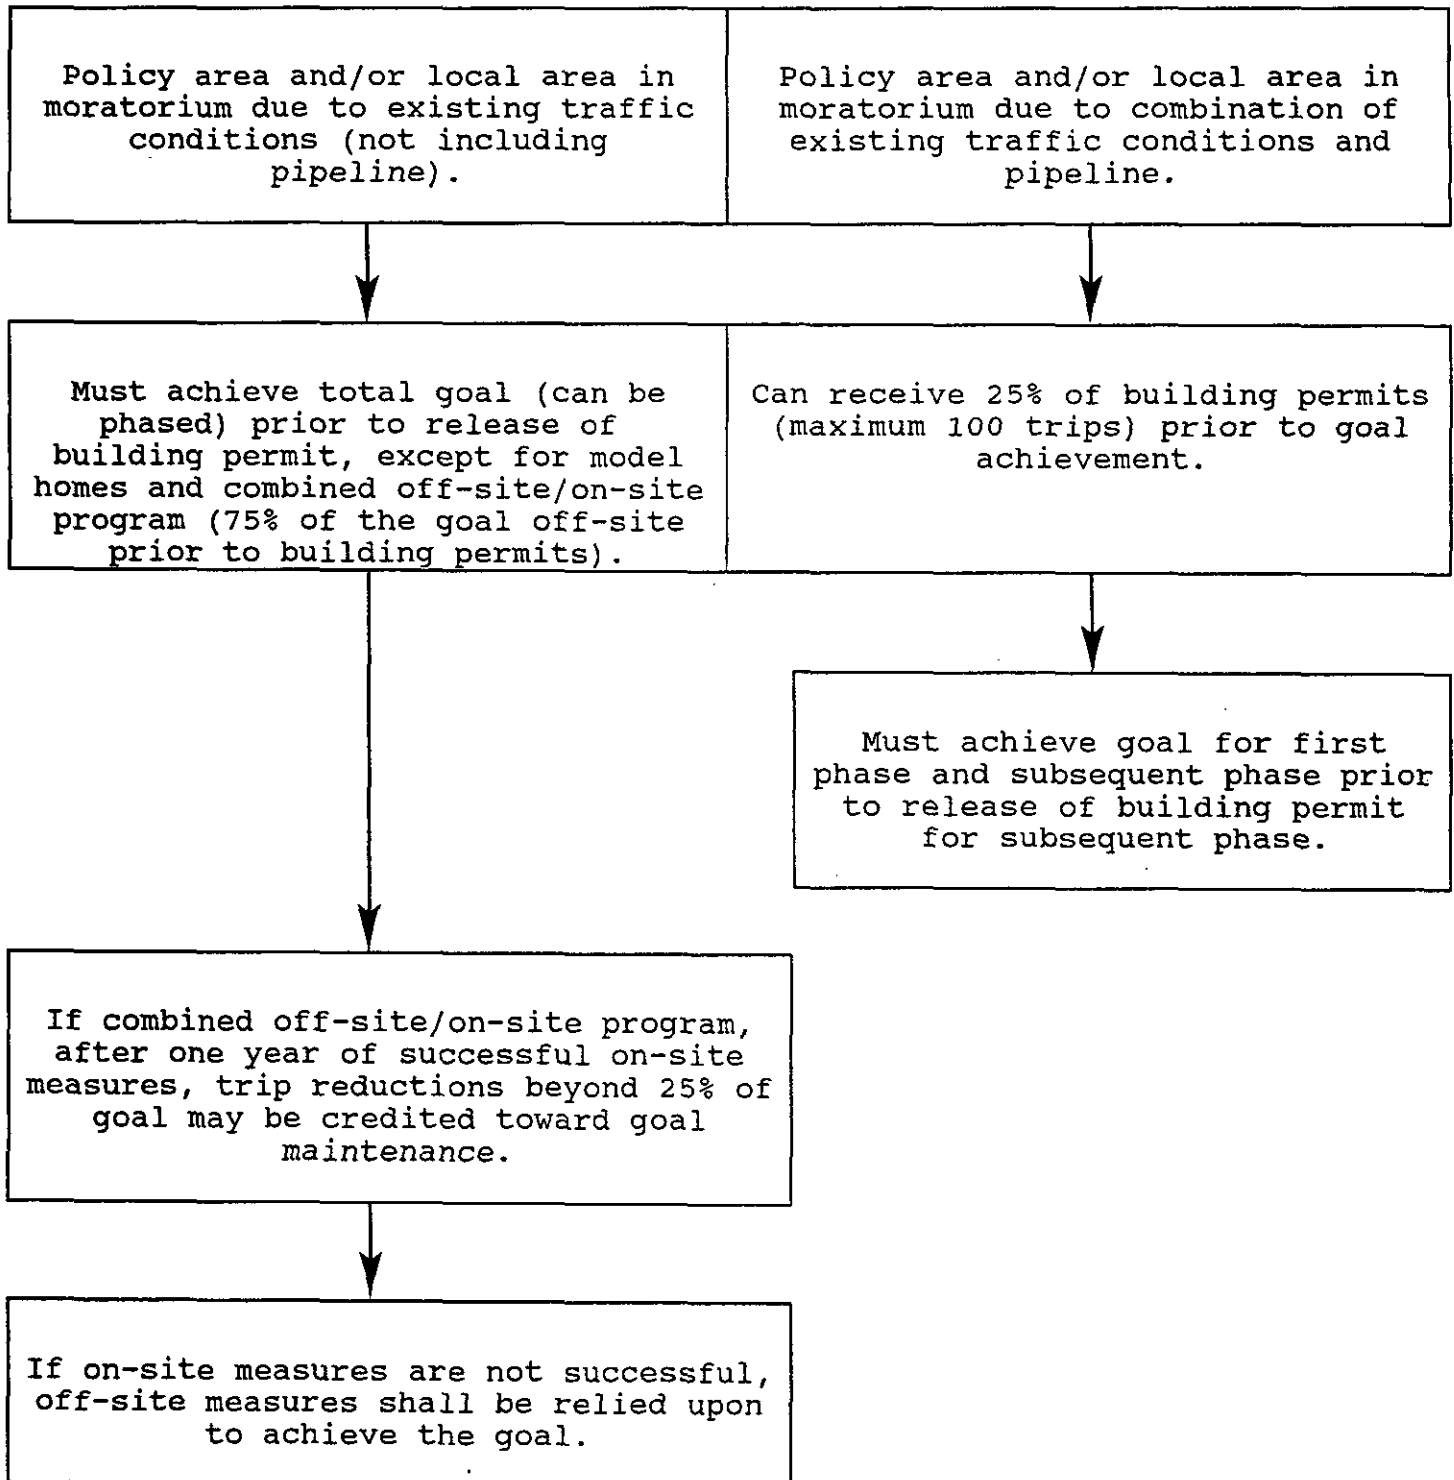 Policy area and/or local area in
moratorium due to existing traffic
conditions (not including
pipeline).
Policy area and/or local area in
moratorium due to combination of
existing traffic conditions and
pipeline.
Must achieve total goal (can be
phased) prior to release of
building permit, except for model
homes and combined off-site/on-site
program (75% of the goal off-site
prior to building permits).
Can receive 25% of building permits
(maximum 100 trips) prior to goal
achievement.
Must achieve goal for first
phase and subsequent phase prior
to release of building permit
for subsequent phase.
If combined off-site/on-site program,
after one year of successful on-site
measures, trip reductions beyond 25% of
goal may be credited toward goal
maintenance.
If on-site measures are not successful,
off-site measures shall be relied upon
to achieve the goal.